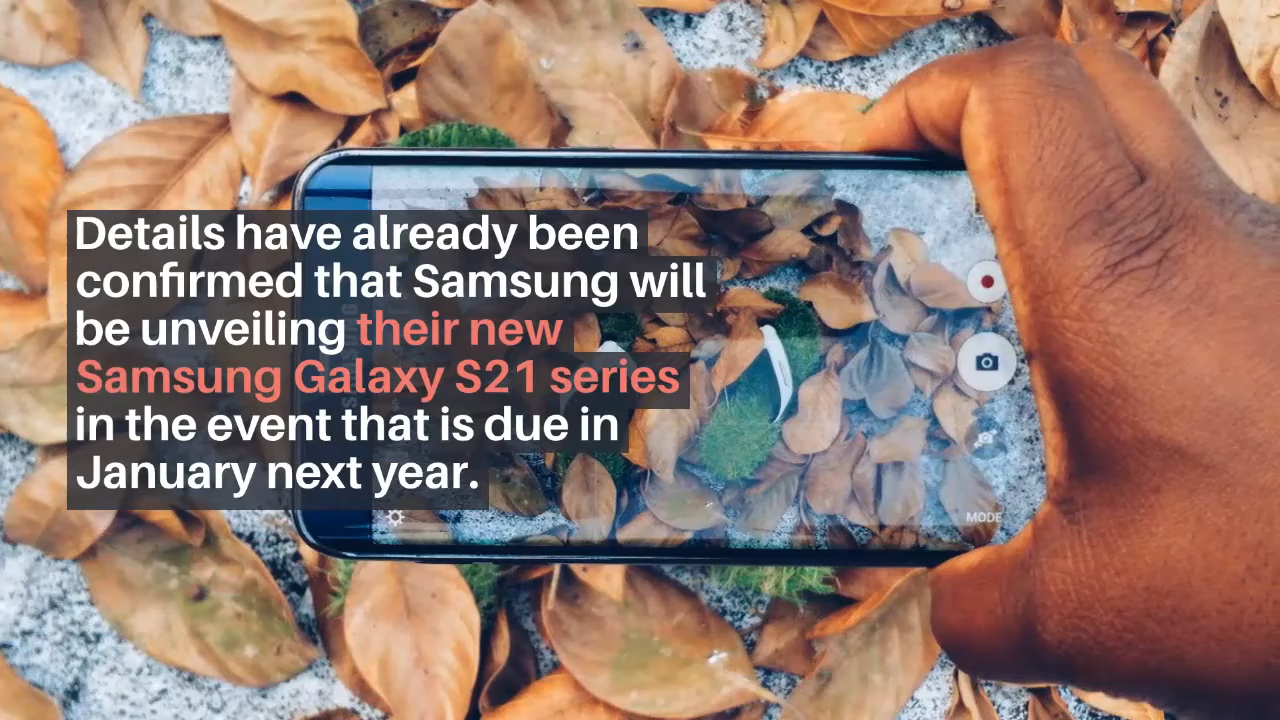 Details have already been
confirmed that Samsung will
be unveiling their new
Samsung Galaxy S21 series
in the event that is due in
January next year.
MODE